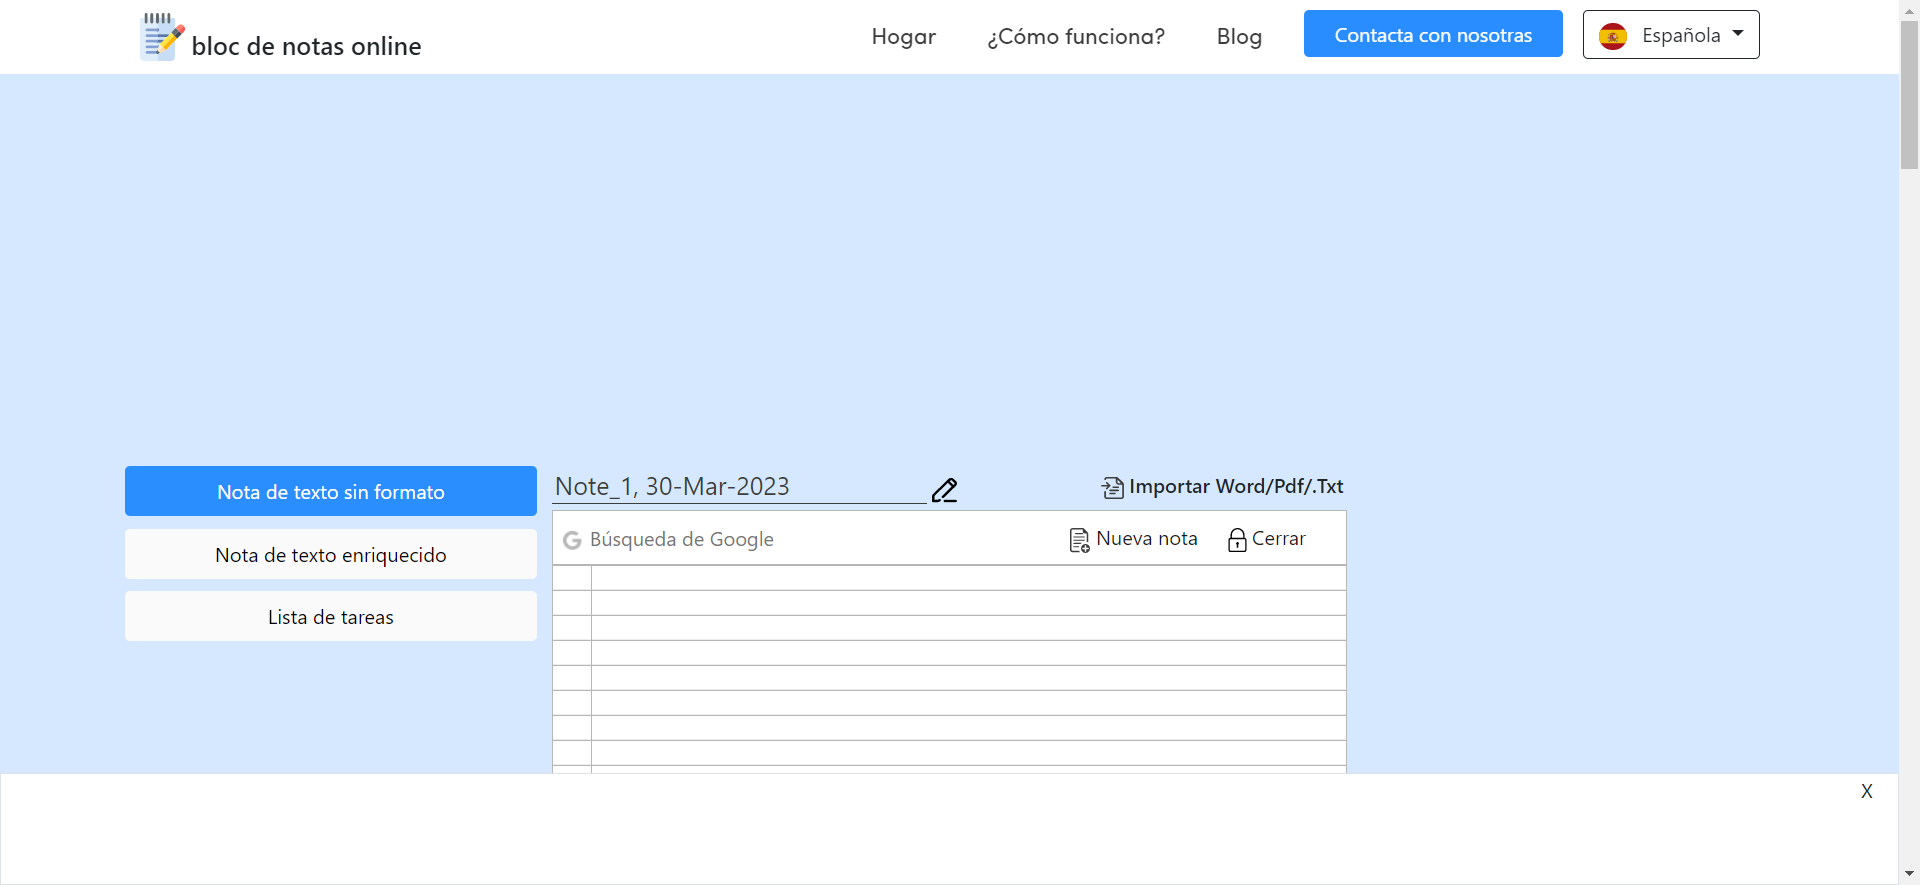 bloc de notas online
Hogar
¿Cómo funciona?
Blog
Contacta con nosotras
Española
Nota de texto sin formato
Nota de texto enriquecido
Lista de tareas
Note_1, 30-Mar-2023
Importar Word/Pdf/.Txt
G Búsqueda de Google
Nueva nota
Cerrar
X